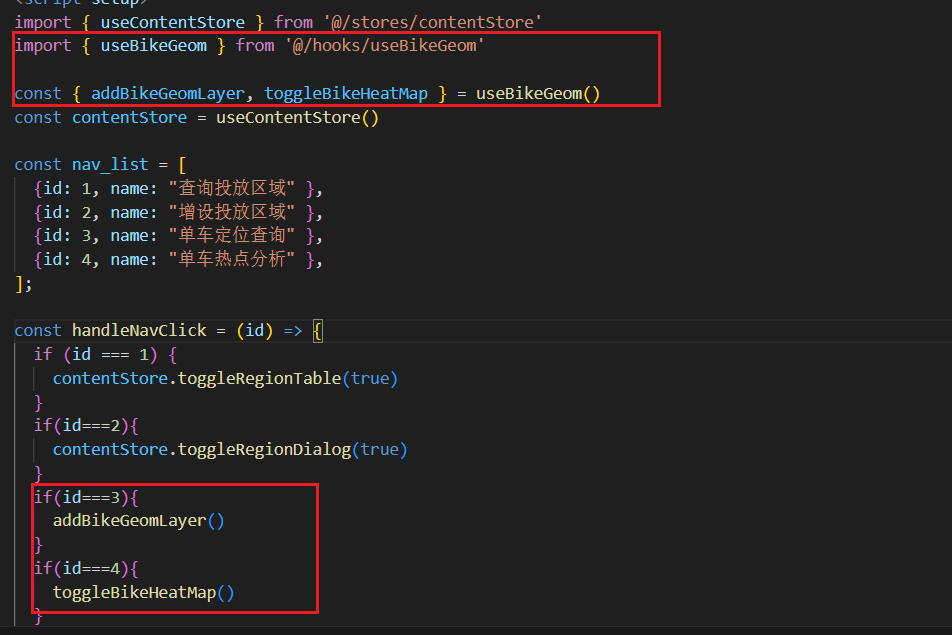 <script setup>
import { useContentStore } from '@/stores/contentStore'
import { useBikeGeom } from '@/hooks/useBikeGeom'
const { addBikeGeomLayer, toggleBikeHeatMap } = useBikeGeom()
const contentStore = useContentStore()
const nav_list = [
{id: 1, name: "查询投放区域" },
{id: 2, name: "增设投放区域" },
{id: 3, name: "单车定位查询" },
{id: 4, name: "单车热点分析" },
];
const handleNavClick = (id) => {
if (id === 1) {
contentStore.toggleRegionTable(true)
}
if(id===2){
contentStore.toggleRegionDialog(true)
}
if(id===3){
addBikeGeomLayer()
}
if(id===4){
toggleBikeHeatMap()
}